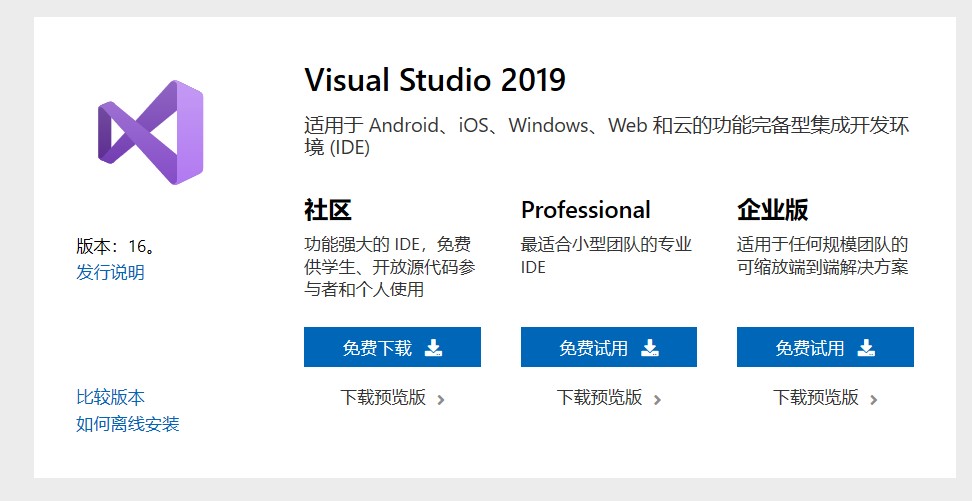 Visual Studio 2019
适用于 Android、iOS、Windows、Web 和云的功能完备型集成开发环
境 (IDE)
版本：16。
发行说明
社区
功能强大的 IDE，免费
供学生、开放源代码参
与者和个人使用
免费下载
下载预览版
Professional
最适合小型团队的专业
IDE
免费试用
下载预览版
企业版
适用于任何规模团队的
可缩放端到端解决方案
免费试用
下载预览版
比较版本
如何离线安装